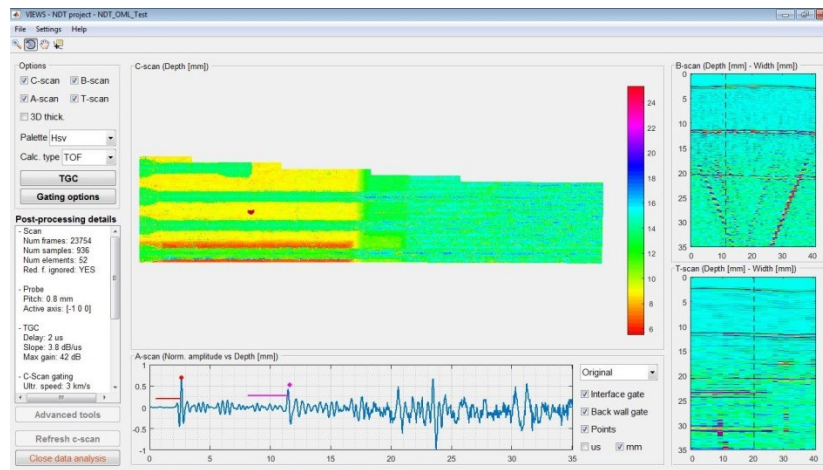 VIEWS - NDT project - NDT_OML_Test
File Settings Help
Options
C-scan B-scan
A-scan T-scan
3D thick.
Palette Hsv
Calc. type TOF
TGC
Gating options
Post-processing details
- Scan
Num frames: 23754
Num samples: 936
Num elements: 52
Red. f. ignored: YES
- Probe
Pitch: 0.8 mm
Active axis: [-1 0 0]
- TGC
Delay: 2 us
Slope: 3.8 dB/us
Max gain: 42 dB
- C-Scan gating
Ultr. speed: 3 km/s
Advanced tools
Refresh c-scan
Close data analysis
C-scan (Depth [mm])
24
22
20
18
16
14
12
10
8
6
A-scan (Norm. amplitude vs Depth [mm])
1
0.5
0
-0.5
-1
0 5 10 15 20 25 30 35
Original
Interface gate
Back wall gate
Points
us mm
B-scan (Depth [mm] - Width [mm])
0
5
10
15
20
25
30
35
0 10 20 30 40
T-scan (Depth [mm] - Width [mm])
0
5
10
15
20
25
30
35
0 10 20 30 40